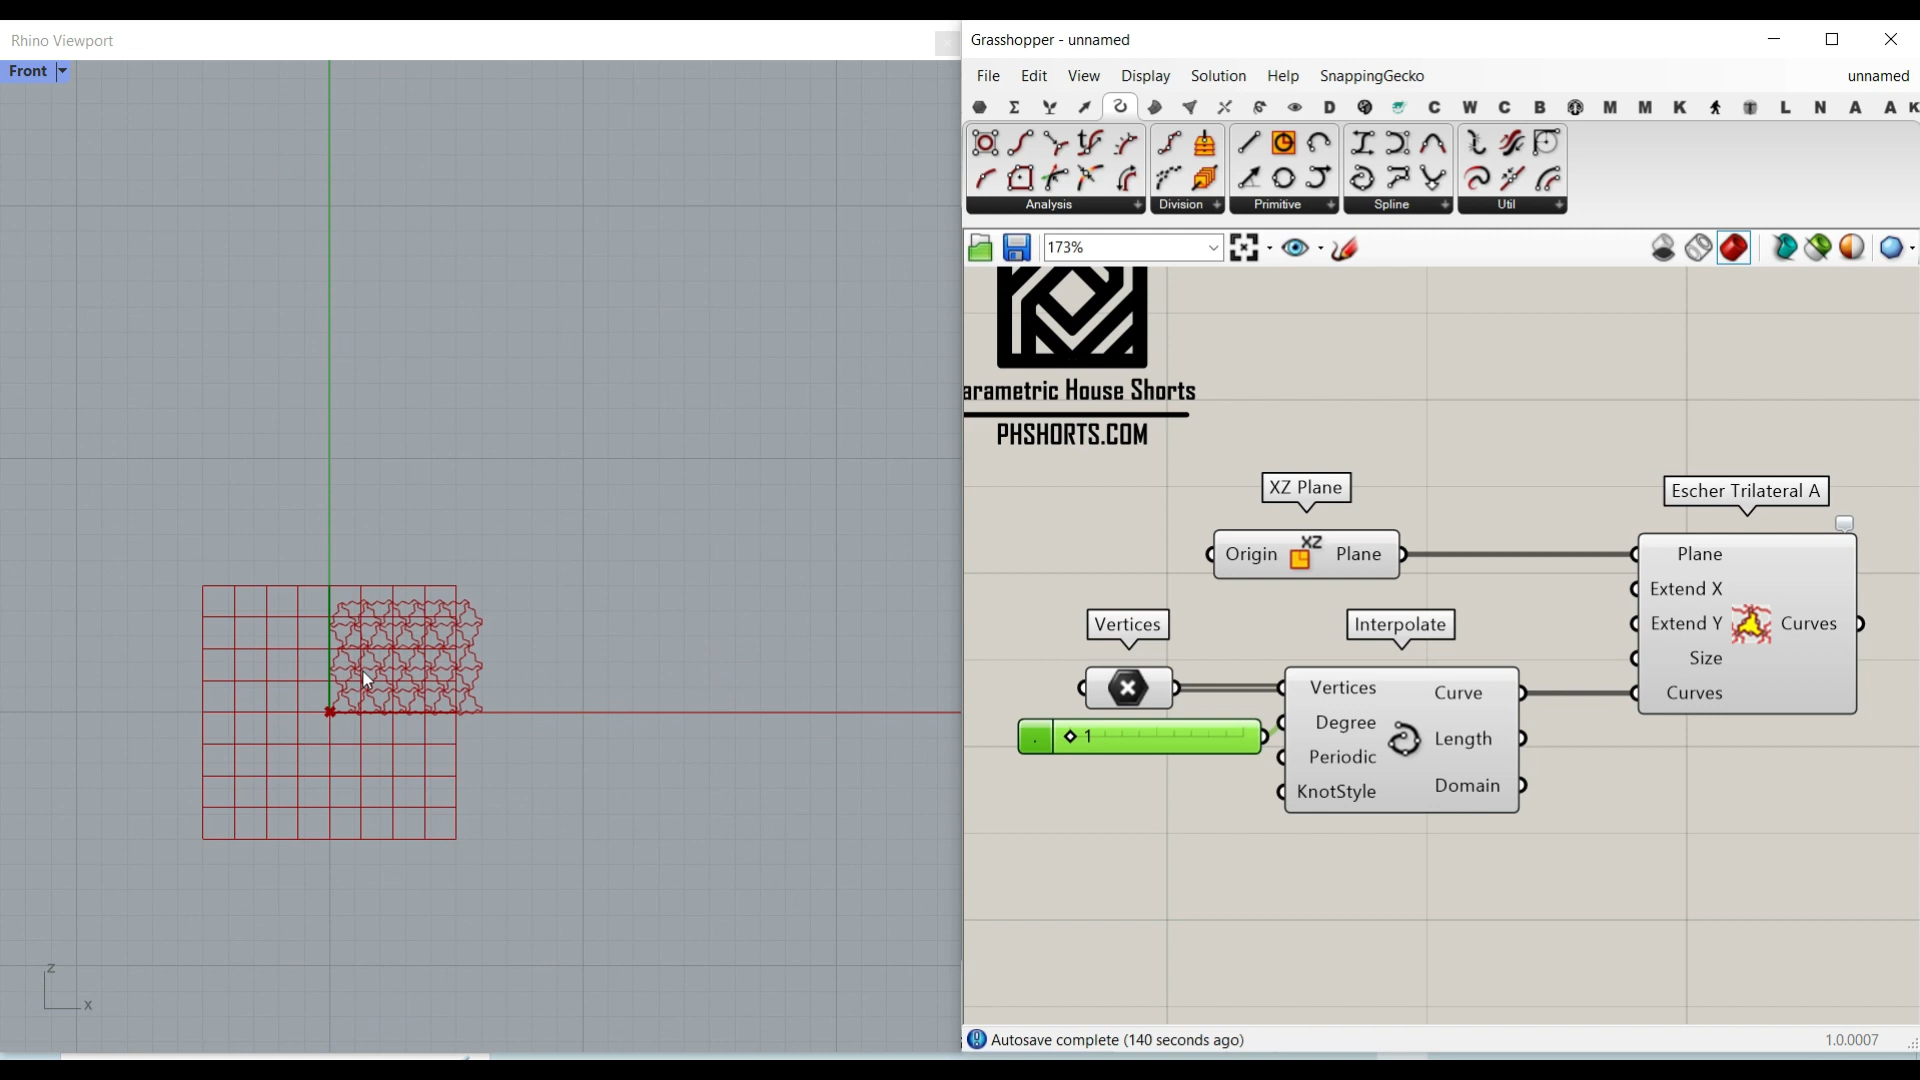 Rhino Viewport
Front
z
x
Grasshopper - unnamed
File Edit View Display Solution Help SnappingGecko unnamed
D C W C B M M K L N A A K
Analysis Division Primitive Spline Util
173%
arametric House Shorts
PHSHORTS.COM
XZ Plane
Origin XZ Plane
Escher Trilateral A
Plane
Extend X
Extend Y Curves
Size
Curves
Vertices
Interpolate
Vertices Curve
Degree
Periodic Length
KnotStyle Domain
1
Autosave complete (140 seconds ago)
1.0.0007